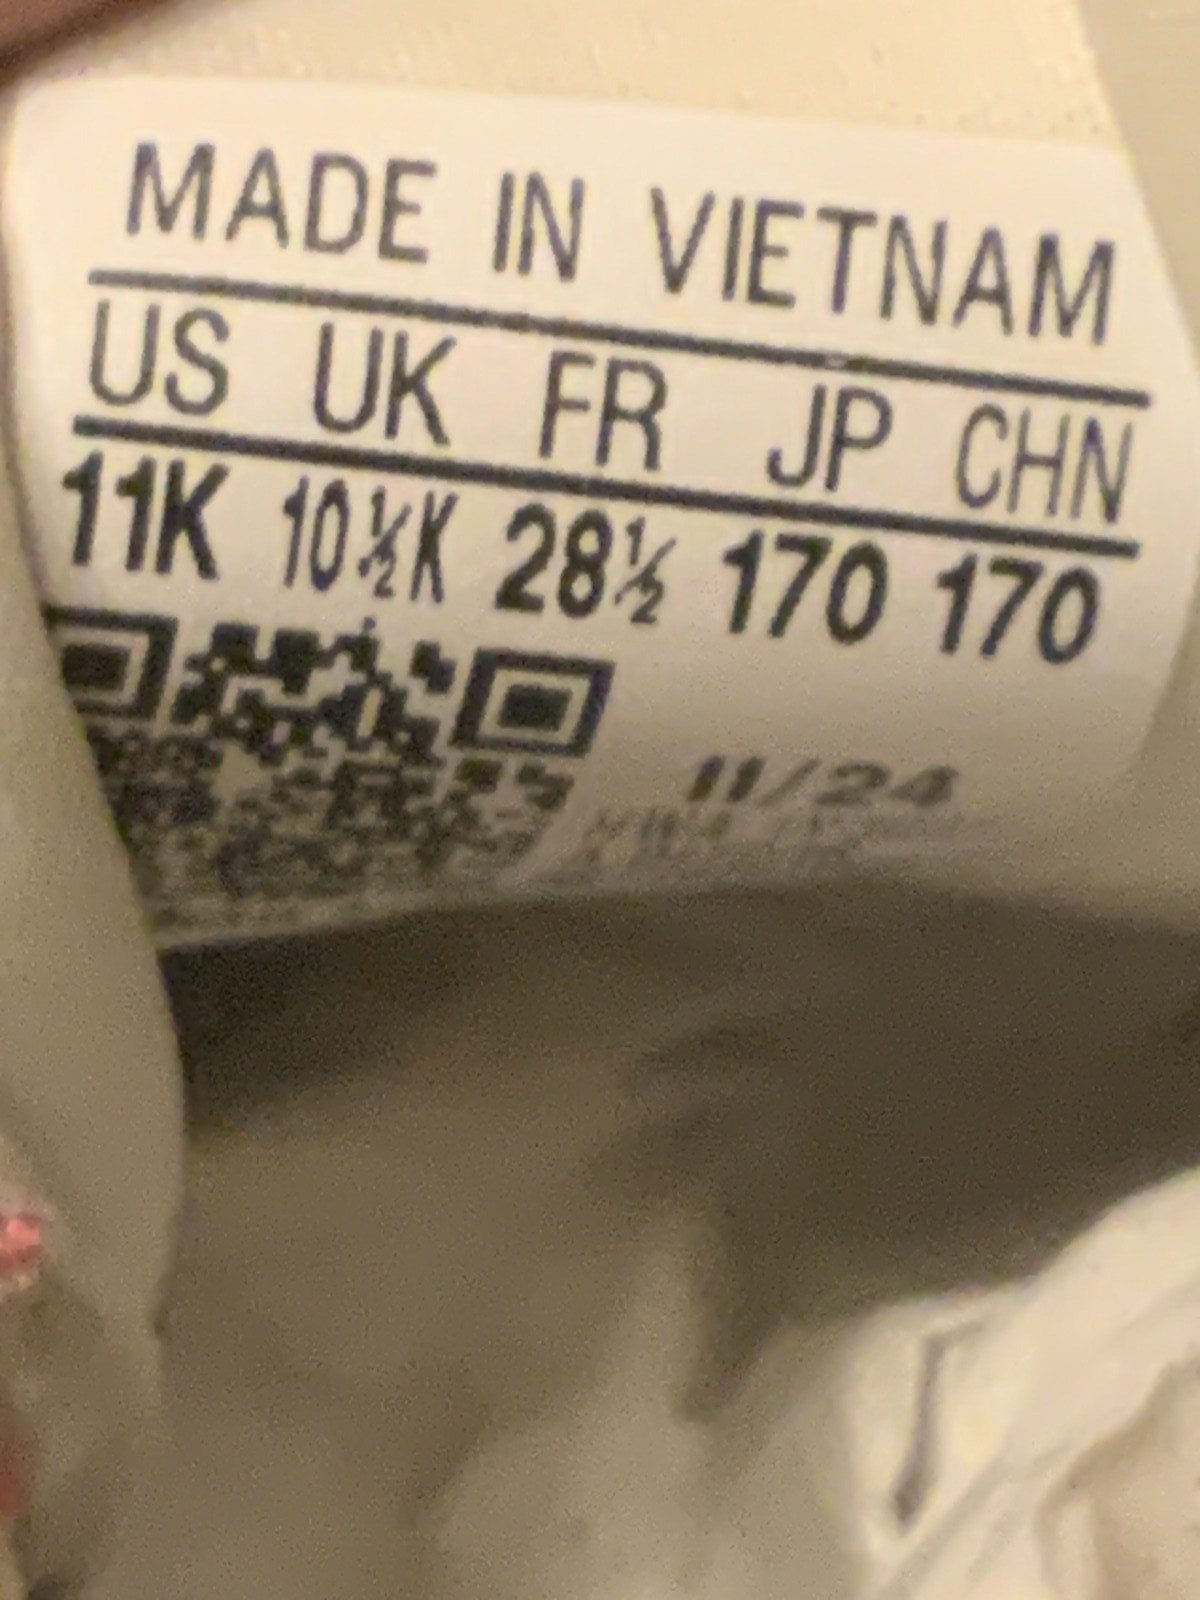 MADE IN VIETNAM
US UK FR JP CHN
11K 10½K 28½ 170 170
11/24